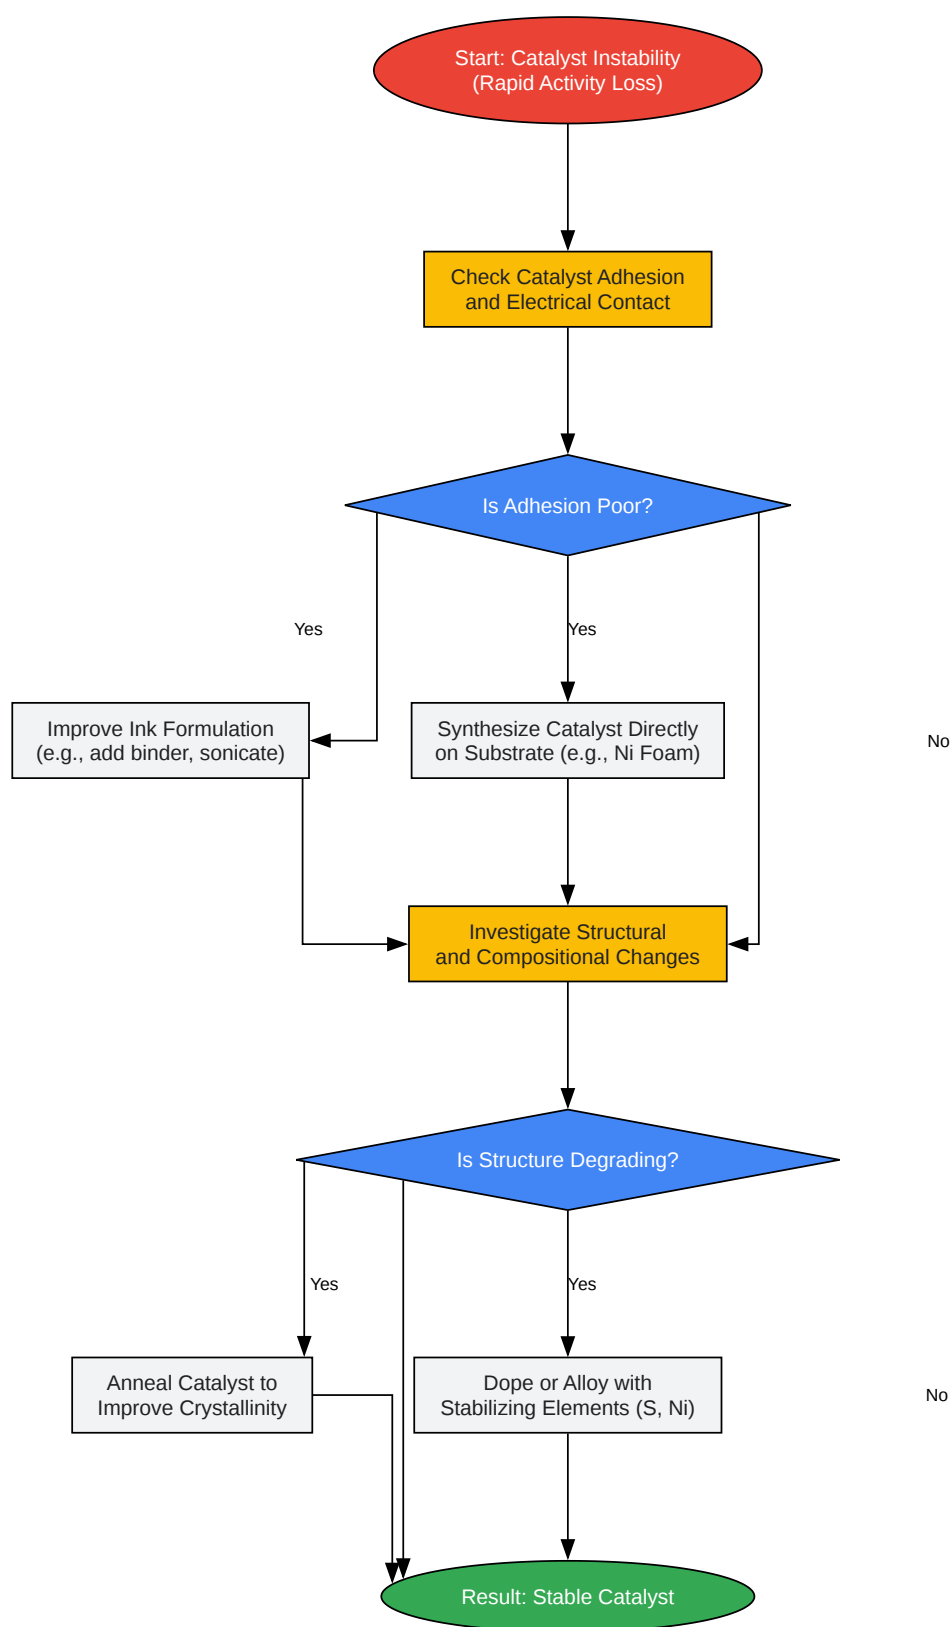 Start: Catalyst Instability
(Rapid Activity Loss)
Check Catalyst Adhesion
and Electrical Contact
Is Adhesion Poor?
Yes
Yes
Improve Ink Formulation
(e.g., add binder, sonicate)
Synthesize Catalyst Directly
on Substrate (e.g., Ni Foam)
No
Investigate Structural
and Compositional Changes
Is Structure Degrading?
Yes
Yes
Anneal Catalyst to
Improve Crystallinity
Dope or Alloy with
Stabilizing Elements (S, Ni)
No
Result: Stable Catalyst